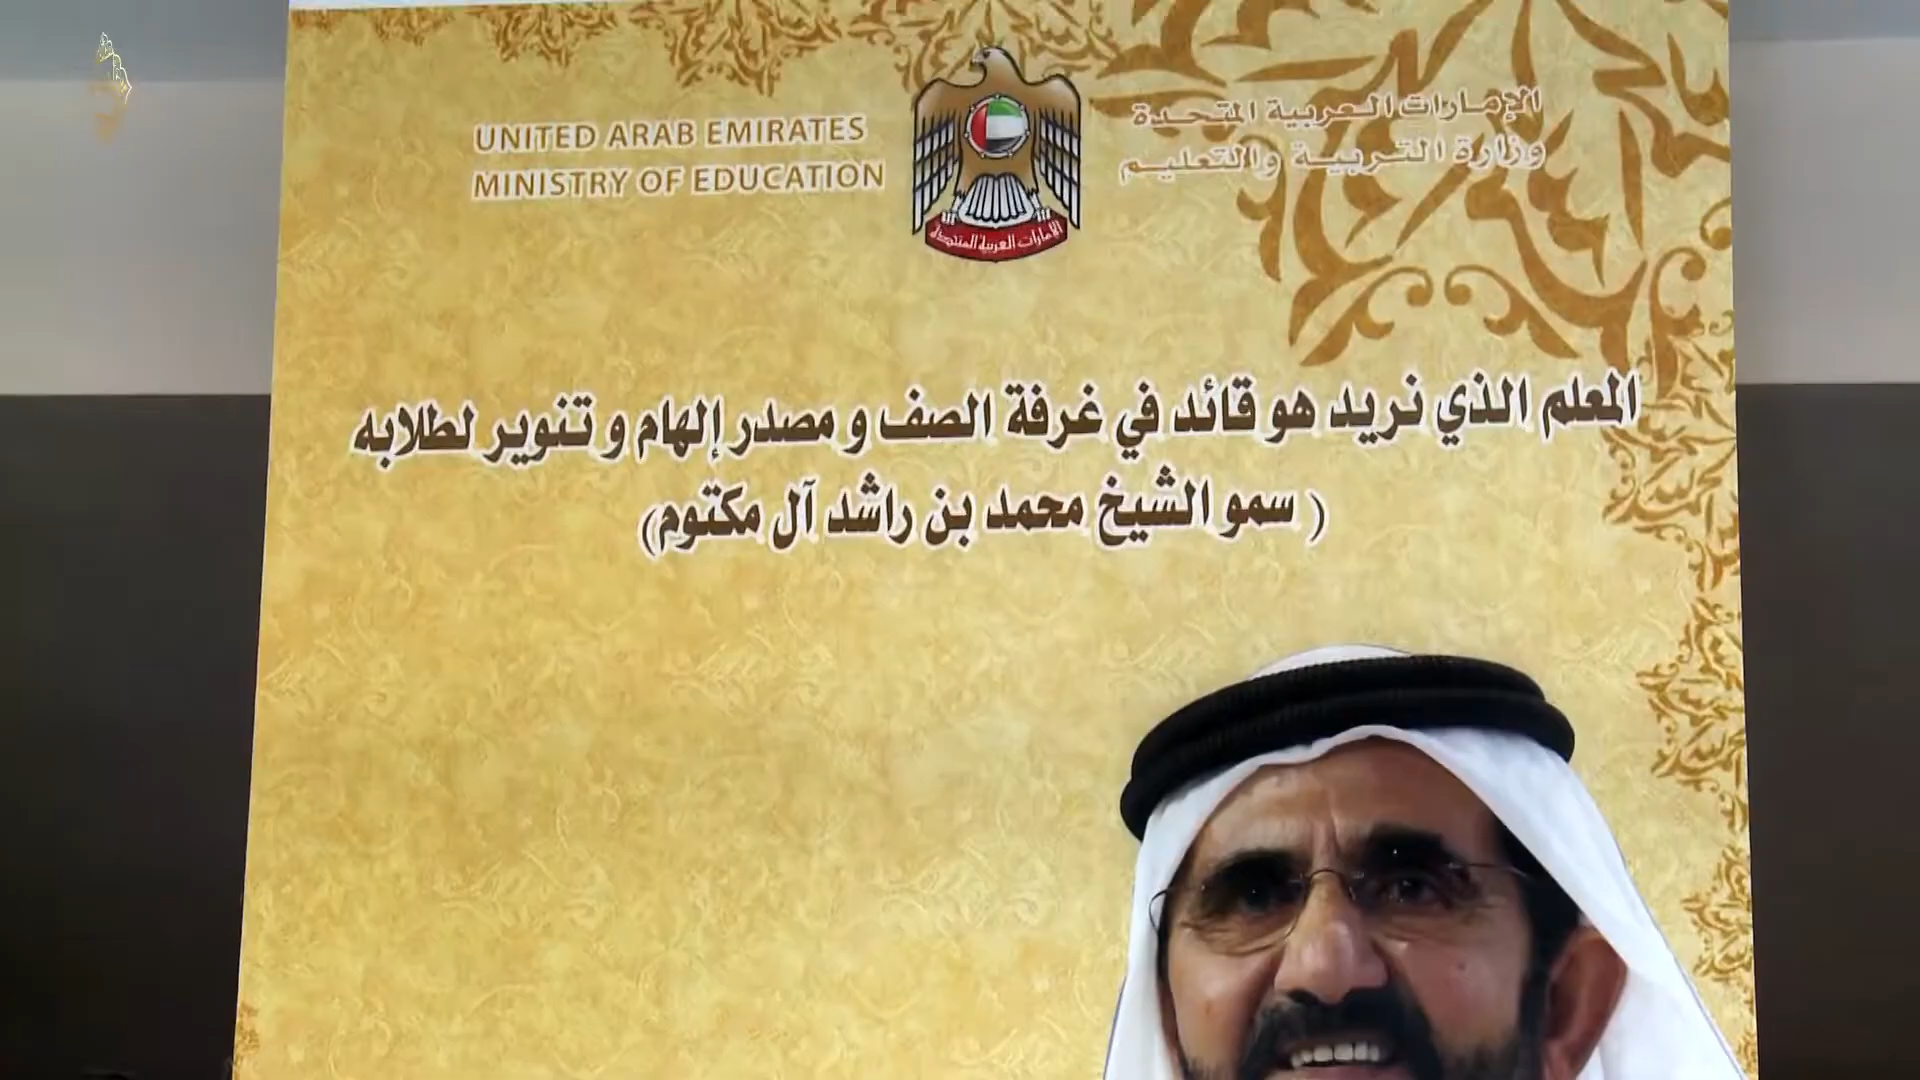 UNITED ARAB EMIRATES
MINISTRY OF EDUCATION
الإمارات العربية المتحدة
وزارة التربية والتعليم
الإمارات العربية المتحدة
المعلم الذي نريد هو قائد في غرفة الصف و مصدر إلهام و تنوير لطلابه
( سمو الشيخ محمد بن راشد آل مكتوم)